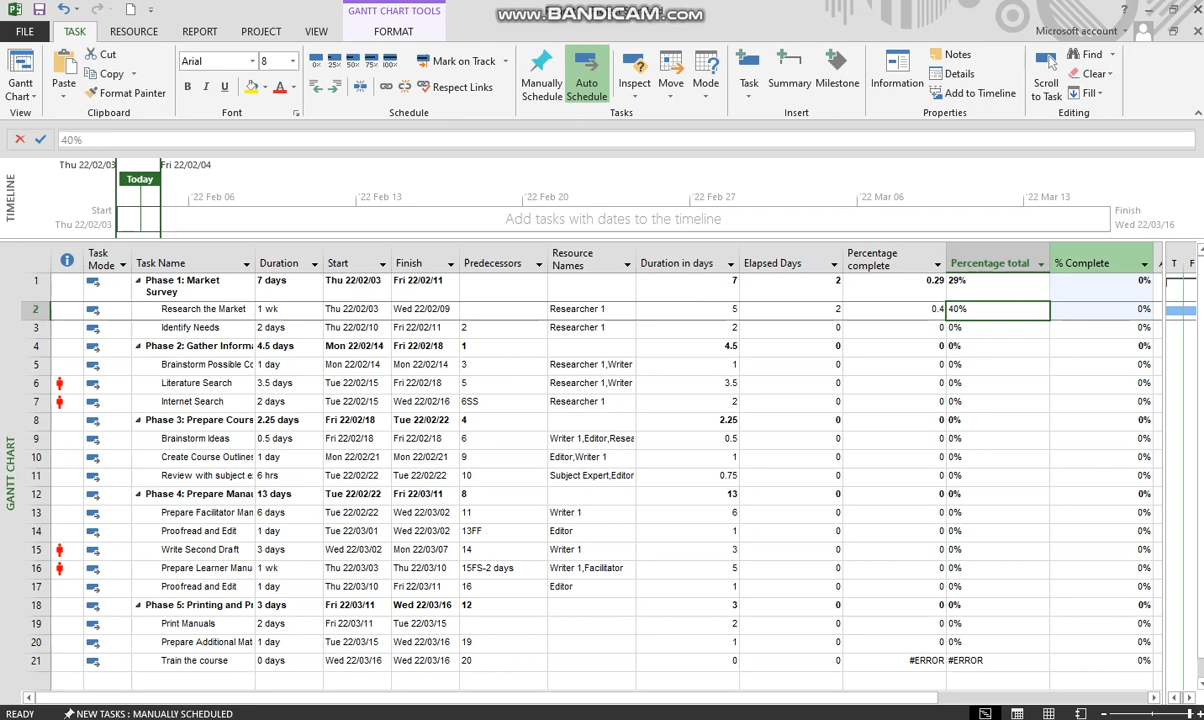 GANTT CHART TOOLS
www.BANDICAM.com
FILE TASK RESOURCE REPORT PROJECT VIEW FORMAT Microsoft account
Gantt Chart
Paste
Cut
Copy
Format Painter
Arial 8
B I U A
0% 25% 50% 75% 100%
Mark on Track
Respect Links
Manually Schedule
Auto Schedule
Inspect
Move
Mode
Task
Summary
Milestone
Information
Notes
Details
Add to Timeline
Scroll to Task
Find
Clear
Fill
View Clipboard Font Schedule Tasks Insert Properties Editing
40%
TIMELINE
Thu 22/02/03 Fri 22/02/04
Today
'22 Feb 06 '22 Feb 13 '22 Feb 20 '22 Feb 27 '22 Mar 06 '22 Mar 13
Start
Thu 22/02/03
Add tasks with dates to the timeline
Finish
Wed 22/03/16
GANTT CHART
Task Mode Task Name Duration Start Finish Predecessors Resource Names Duration in days Elapsed Days Percentage complete Percentage total % Complete A T F
1 Phase 1: Market Survey 7 days Thu 22/02/03 Fri 22/02/11 7 2 0.29 29% 0%
2 Research the Market 1 wk Thu 22/02/03 Wed 22/02/09 Researcher 1 5 2 0.4 40% 0%
3 Identify Needs 2 days Thu 22/02/10 Fri 22/02/11 2 Researcher 1 2 0 0 0% 0%
4 Phase 2: Gather Informa 4.5 days Mon 22/02/14 Fri 22/02/18 1 4.5 0 0 0% 0%
5 Brainstorm Possible Cc 1 day Mon 22/02/14 Mon 22/02/14 3 Researcher 1,Writer 1 0 0 0% 0%
6 Literature Search 3.5 days Tue 22/02/15 Fri 22/02/18 5 Researcher 1,Writer 3.5 0 0 0% 0%
7 Internet Search 2 days Tue 22/02/15 Wed 22/02/16 6SS Researcher 1 2 0 0 0% 0%
8 Phase 3: Prepare Cours 2.25 days Fri 22/02/18 Tue 22/02/22 4 2.25 0 0 0% 0%
9 Brainstorm Ideas 0.5 days Fri 22/02/18 Fri 22/02/18 6 Writer 1,Editor,Resea 0.5 0 0 0% 0%
10 Create Course Outlines 1 day Mon 22/02/21 Mon 22/02/21 9 Editor,Writer 1 1 0 0 0% 0%
11 Review with subject e 6 hrs Tue 22/02/22 Tue 22/02/22 10 Subject Expert,Editor 0.75 0 0 0% 0%
12 Phase 4: Prepare Manu 13 days Tue 22/02/22 Fri 22/03/11 8 13 0 0 0% 0%
13 Prepare Facilitator Man 6 days Tue 22/02/22 Wed 22/03/02 11 Writer 1 6 0 0 0% 0%
14 Proofread and Edit 1 day Tue 22/03/01 Wed 22/03/02 13FF Editor 1 0 0 0% 0%
15 Write Second Draft 3 days Wed 22/03/02 Mon 22/03/07 14 Writer 1 3 0 0 0% 0%
16 Prepare Learner Manu 1 wk Thu 22/03/03 Thu 22/03/10 15FS-2 days Writer 1,Facilitator 5 0 0 0% 0%
17 Proofread and Edit 1 day Thu 22/03/10 Fri 22/03/11 16 Editor 1 0 0 0% 0%
18 Phase 5: Printing and Pr 3 days Fri 22/03/11 Wed 22/03/16 12 3 0 0 0% 0%
19 Print Manuals 2 days Fri 22/03/11 Tue 22/03/15 2 0 0 0% 0%
20 Prepare Additional Mat 1 day Tue 22/03/15 Wed 22/03/16 19 1 0 0 0% 0%
21 Train the course 0 days Wed 22/03/16 Wed 22/03/16 20 0 0 #ERROR #ERROR 0%
READY NEW TASKS : MANUALLY SCHEDULED